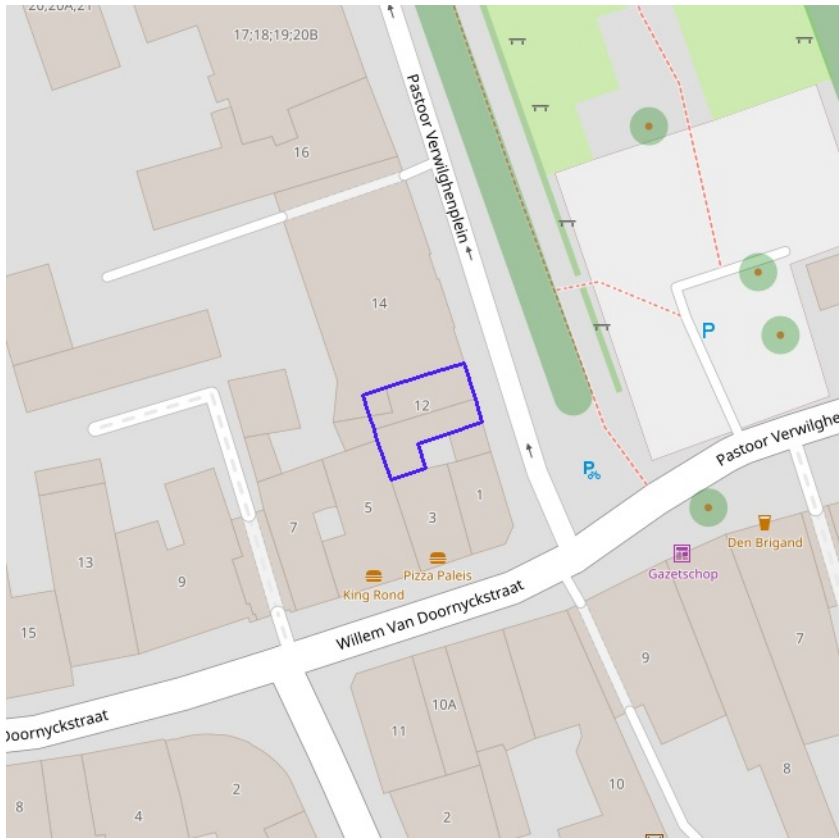 20,20A,21
17;18;19;20B
16
Pastoor Verwilghenplein
14
12
P
P
Pastoor Verwilghe
5
1
7
3
13
9
King Rond
Pizza Paleis
Den Brigand
Gazetschop
15
Willem Van Doornyckstraat
7
9
Doornyckstraat
10A
11
2
8
4
2
10
8